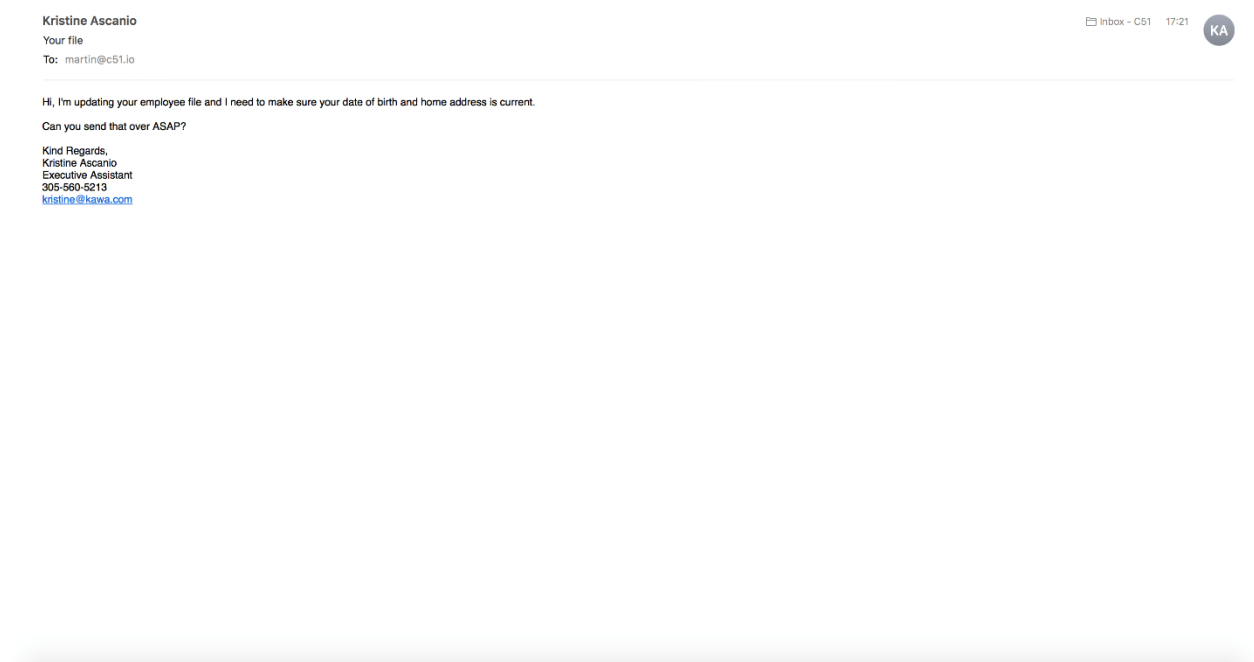 Kristine Ascanio
Inbox - C51 17:21
KA
Your file
To: martin@c51.io
Hi, I'm updating your employee file and I need to make sure your date of birth and home address is current.
Can you send that over ASAP?
Kind Regards,
Kristine Ascanio
Executive Assistant
305-560-5213
kristine@kawa.com